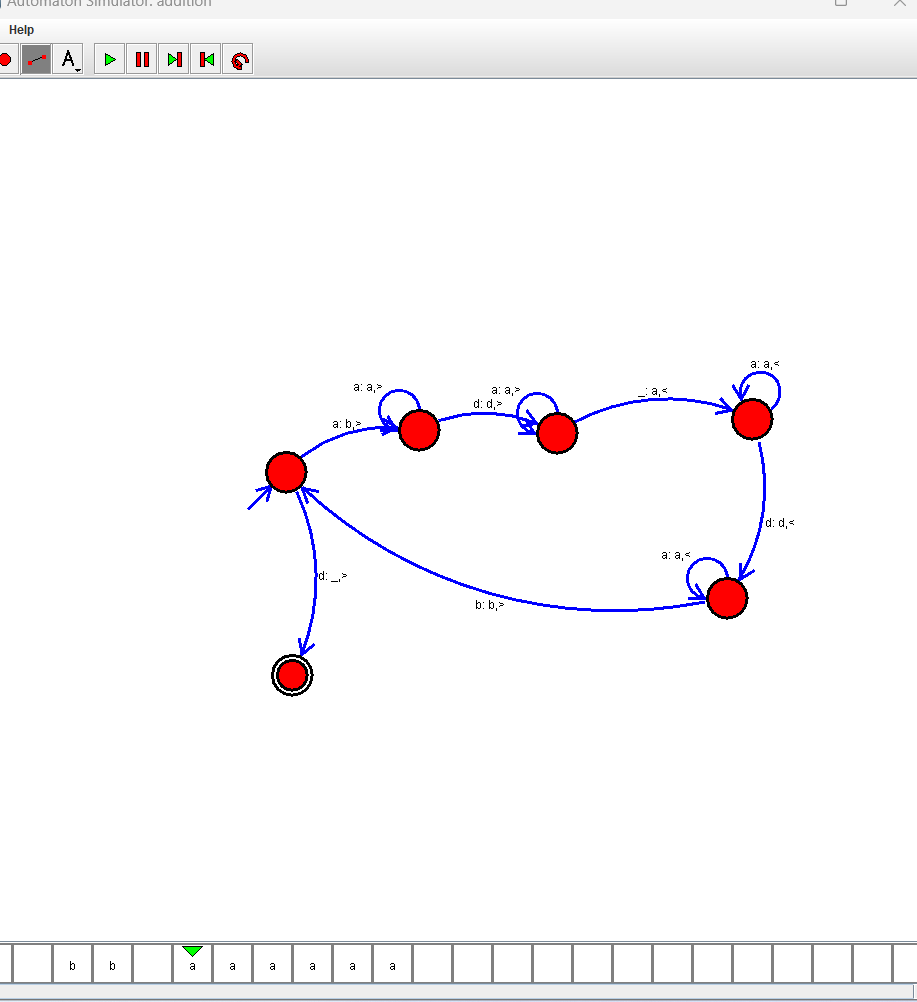 Automaton Simulator: addition
Help
A
a: a,<
a: a,>
a: a,>
d: d,>
_: a,<
a: b,>
d: d,<
a: a,<
d: _,>
b: b,>
b b a a a a a a